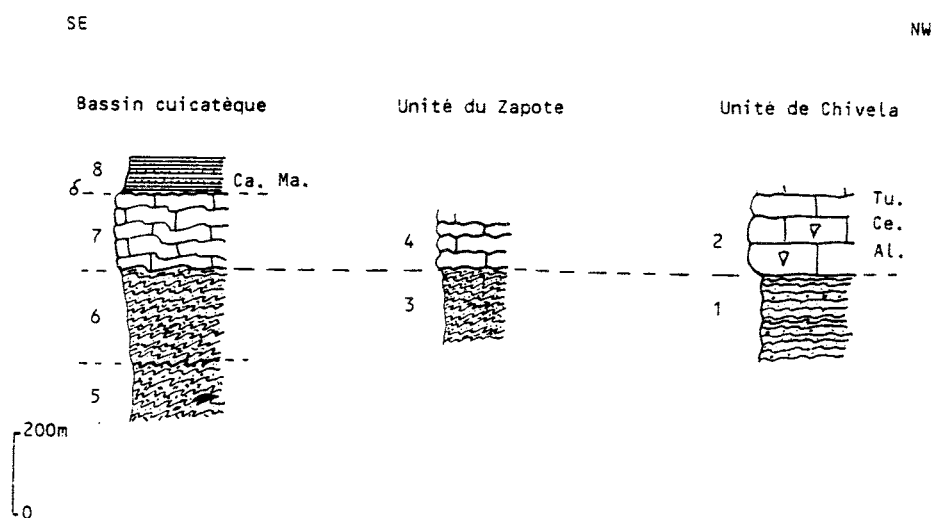 SE
NW
Bassin cuicatèque
Unité du Zapote
Unité de Chivela
8
Ca. Ma.
Tu.
7
4
2
Ce.
Al.
6
3
1
5
200m
0